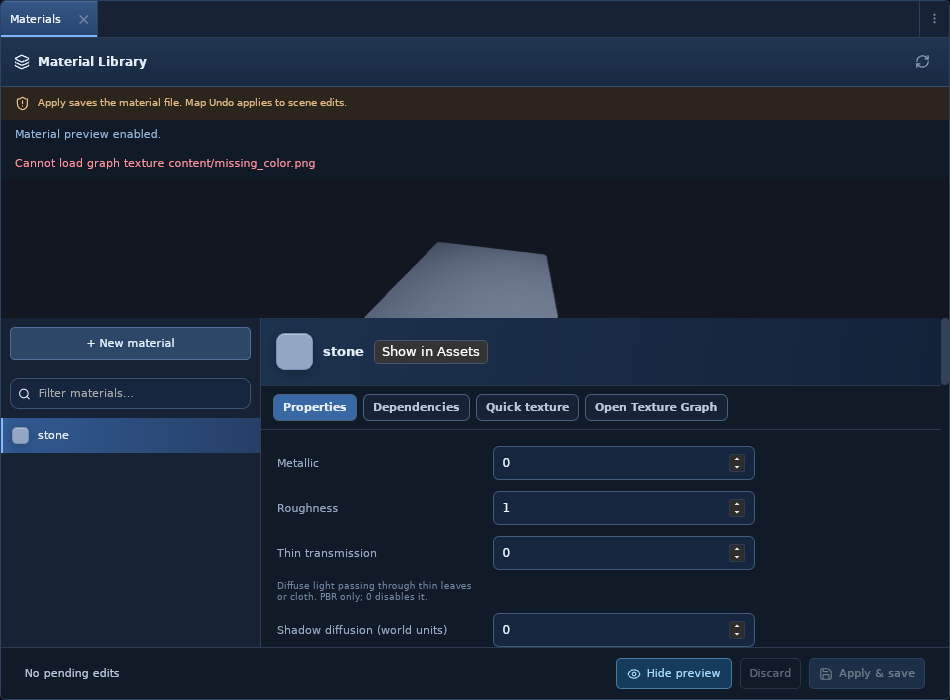 Materials
Material Library
Apply saves the material file. Map Undo applies to scene edits.
Material preview enabled.
Cannot load graph texture content/missing_color.png
+ New material
Filter materials...
stone
stone
Show in Assets
Properties
Dependencies
Quick texture
Open Texture Graph
Metallic
0
Roughness
1
Thin transmission
0
Diffuse light passing through thin leaves
or cloth. PBR only; 0 disables it.
Shadow diffusion (world units)
0
No pending edits
Hide preview
Discard
Apply & save